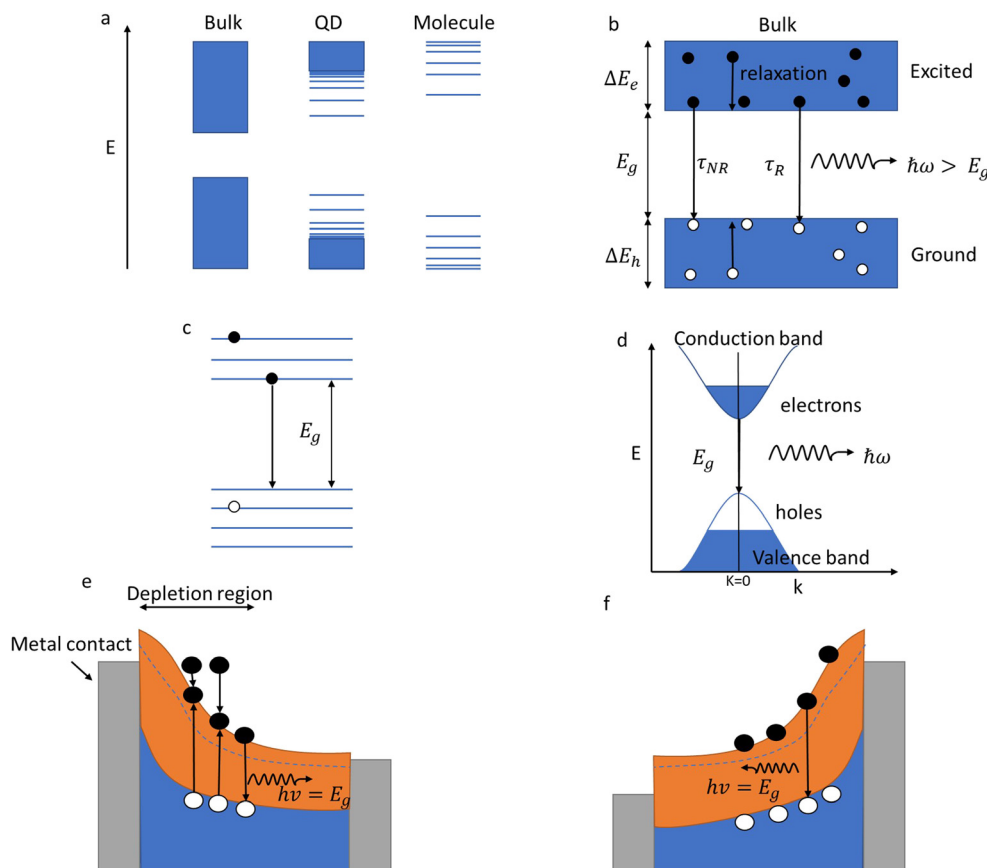 a
Bulk
QD
Molecule
E
b
Bulk
ΔE_e
relaxation
Excited
E_g
τ_NR
τ_R
ℏω > E_g
ΔE_h
Ground
c
E_g
d
Conduction band
electrons
E
E_g
ℏω
holes
Valence band
K=0
k
e
Depletion region
Metal contact
hν = E_g
f
hν = E_g